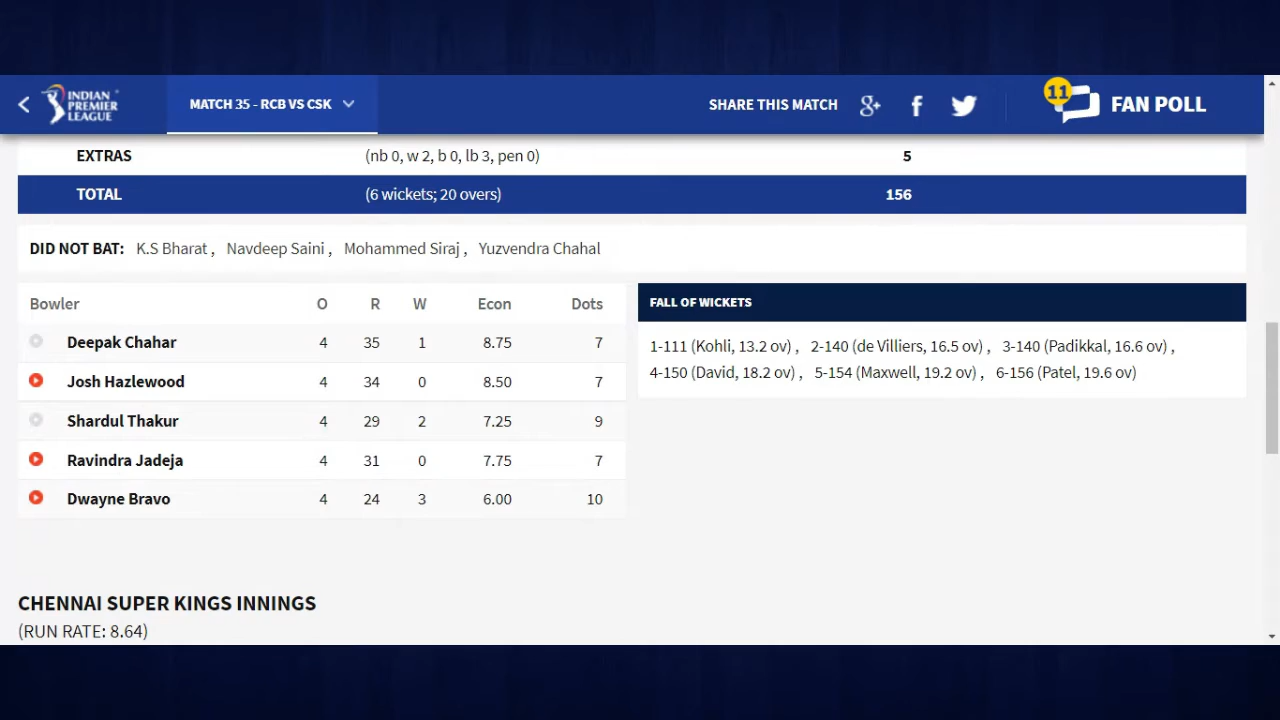 INDIAN
PREMIER
LEAGUE
MATCH 35 - RCB VS CSK
SHARE THIS MATCH
g+
f
11
FAN POLL
EXTRAS (nb 0, w 2, b 0, lb 3, pen 0) 5
TOTAL (6 wickets; 20 overs) 156
DID NOT BAT: K.S Bharat , Navdeep Saini , Mohammed Siraj , Yuzvendra Chahal
Bowler O R W Econ Dots
Deepak Chahar 4 35 1 8.75 7
Josh Hazlewood 4 34 0 8.50 7
Shardul Thakur 4 29 2 7.25 9
Ravindra Jadeja 4 31 0 7.75 7
Dwayne Bravo 4 24 3 6.00 10
FALL OF WICKETS
1-111 (Kohli, 13.2 ov) , 2-140 (de Villiers, 16.5 ov) , 3-140 (Padikkal, 16.6 ov) ,
4-150 (David, 18.2 ov) , 5-154 (Maxwell, 19.2 ov) , 6-156 (Patel, 19.6 ov)
CHENNAI SUPER KINGS INNINGS
(RUN RATE: 8.64)